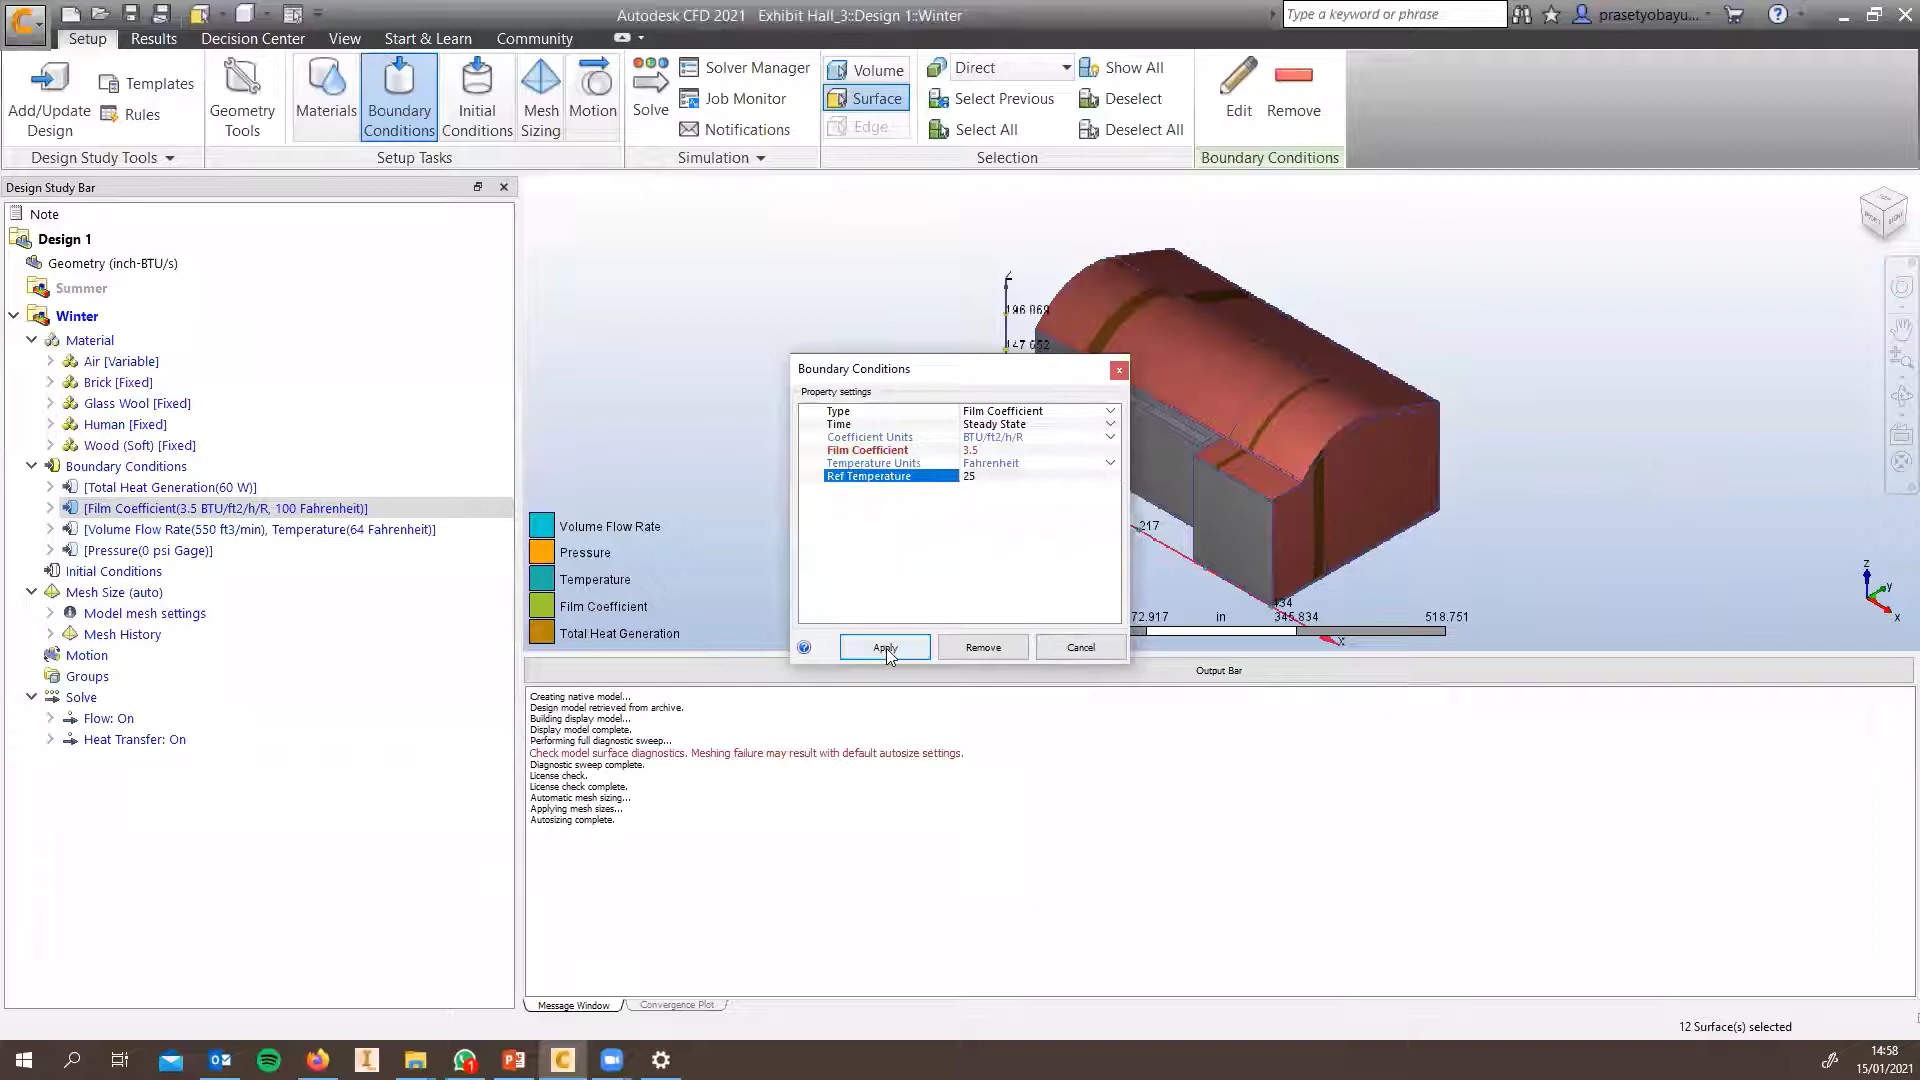 Autodesk CFD 2021 Exhibit Hall_3::Design 1::Winter
Type a keyword or phrase
prasetyobayu...
Setup Results Decision Center View Start & Learn Community
Add/Update Design
Templates
Rules
Geometry Tools
Materials
Boundary Conditions
Initial Conditions
Mesh Sizing
Motion
Solve
Solver Manager
Job Monitor
Notifications
Volume
Surface
Edge
Direct
Select Previous
Select All
Show All
Deselect
Deselect All
Edit
Remove
Design Study Tools
Setup Tasks
Simulation
Selection
Boundary Conditions
Design Study Bar
Note
Design 1
Geometry (inch-BTU/s)
Summer
Winter
Material
Air [Variable]
Brick [Fixed]
Glass Wool [Fixed]
Human [Fixed]
Wood (Soft) [Fixed]
Boundary Conditions
[Total Heat Generation(60 W)]
[Film Coefficient(3.5 BTU/ft2/h/R, 100 Fahrenheit)]
[Volume Flow Rate(550 ft3/min), Temperature(64 Fahrenheit)]
[Pressure(0 psi Gage)]
Initial Conditions
Mesh Size (auto)
Model mesh settings
Mesh History
Motion
Groups
Solve
Flow: On
Heat Transfer: On
196.069
147.652
Boundary Conditions
Property settings
Type Film Coefficient
Time Steady State
Coefficient Units BTU/ft2/h/R
Film Coefficient 3.5
Temperature Units Fahrenheit
Ref Temperature 25
Apply Remove Cancel
Volume Flow Rate
Pressure
Temperature
Film Coefficient
Total Heat Generation
217
434
72.917 in 345.834 518.751
X
Z
Y
X
Output Bar
Creating native model...
Design model retrieved from archive.
Building display model...
Display model complete.
Performing full diagnostic sweep...
Check model surface diagnostics. Meshing failure may result with default autosize settings.
Diagnostic sweep complete.
License check.
License check complete.
Automatic mesh sizing...
Applying mesh sizes...
Autosizing complete.
Message Window Convergence Plot
12 Surface(s) selected
14:58
15/01/2021